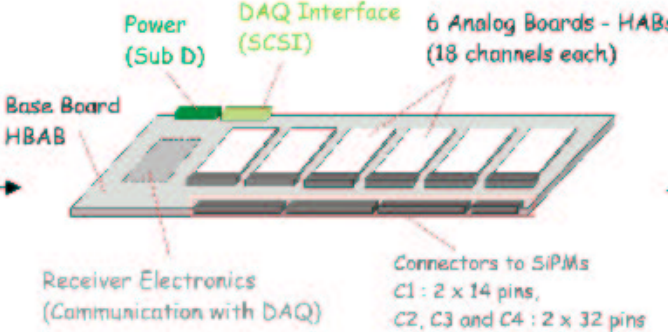 Power
(Sub D)
DAQ Interface
(SCSI)
6 Analog Boards - HABs
(18 channels each)
Base Board
HBAB
Receiver Electronics
(Communication with DAQ)
Connectors to SiPMs
C1 : 2 x 14 pins,
C2, C3 and C4 : 2 x 32 pins